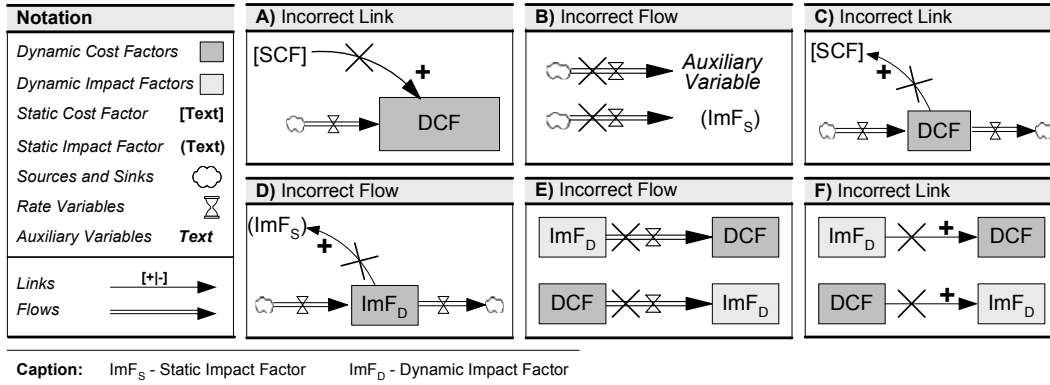 Notation
Dynamic Cost Factors
Dynamic Impact Factors
Static Cost Factor [Text]
Static Impact Factor (Text)
Sources and Sinks
Rate Variables
Auxiliary Variables Text
Links [+|-]
Flows
A) Incorrect Link
[SCF]
+
DCF
B) Incorrect Flow
Auxiliary
Variable
(ImFS)
C) Incorrect Link
[SCF]
+
DCF
D) Incorrect Flow
(ImFS)
+
ImFD
E) Incorrect Flow
ImFD DCF
DCF ImFD
F) Incorrect Link
ImFD + DCF
DCF + ImFD
Caption: ImFS - Static Impact Factor ImFD - Dynamic Impact Factor